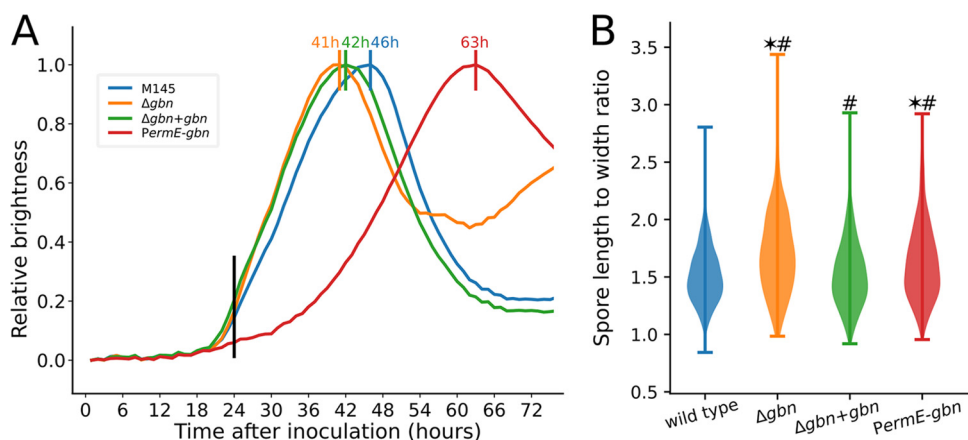 A
41h 42h 46h 63h
1.0
0.8
0.6
0.4
0.2
0.0
Relative brightness
M145
Δgbn
Δgbn+gbn
PermE-gbn
0 6 12 18 24 30 36 42 48 54 60 66 72
Time after inoculation (hours)
B
3.5
3.0
2.5
2.0
1.5
1.0
0.5
Spore length to width ratio
✶#
#
✶#
wild type
Δgbn
Δgbn+gbn
PermE-gbn